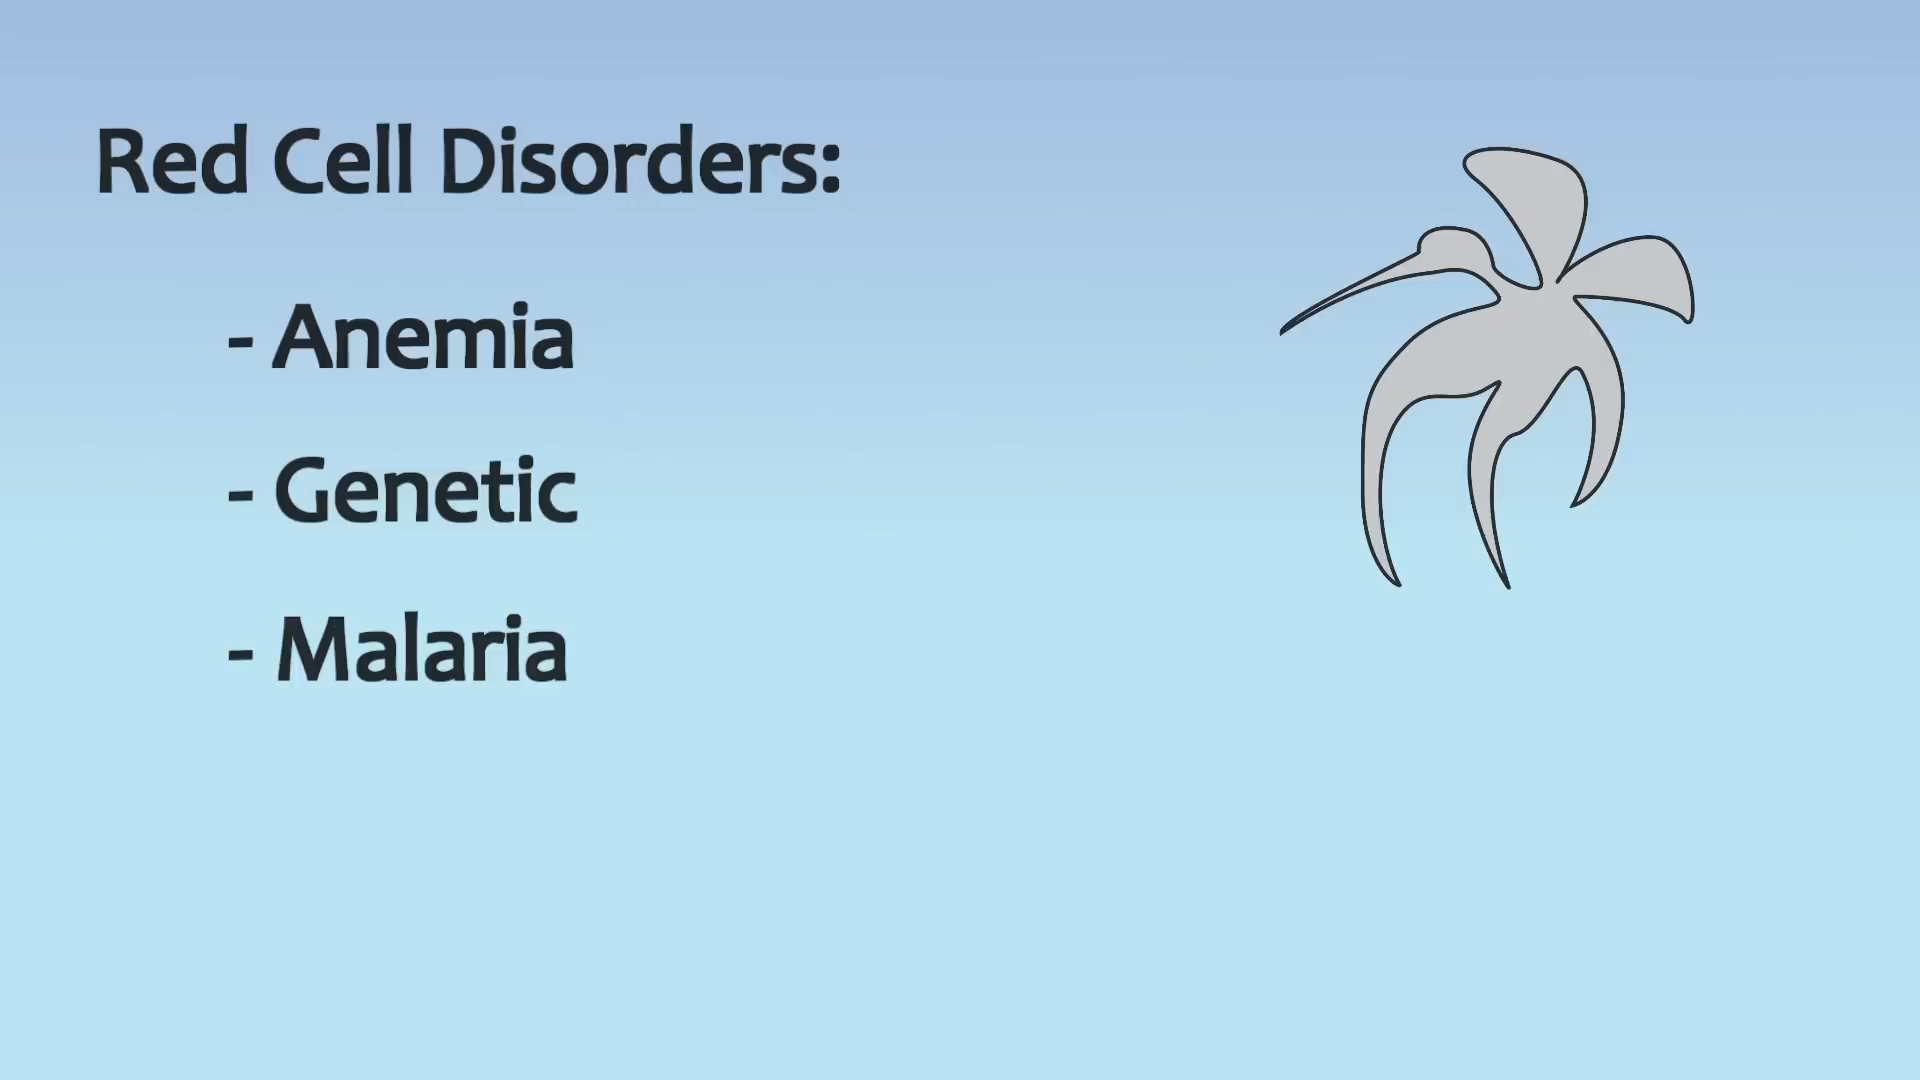 Red Cell Disorders:
- Anemia
- Genetic
- Malaria